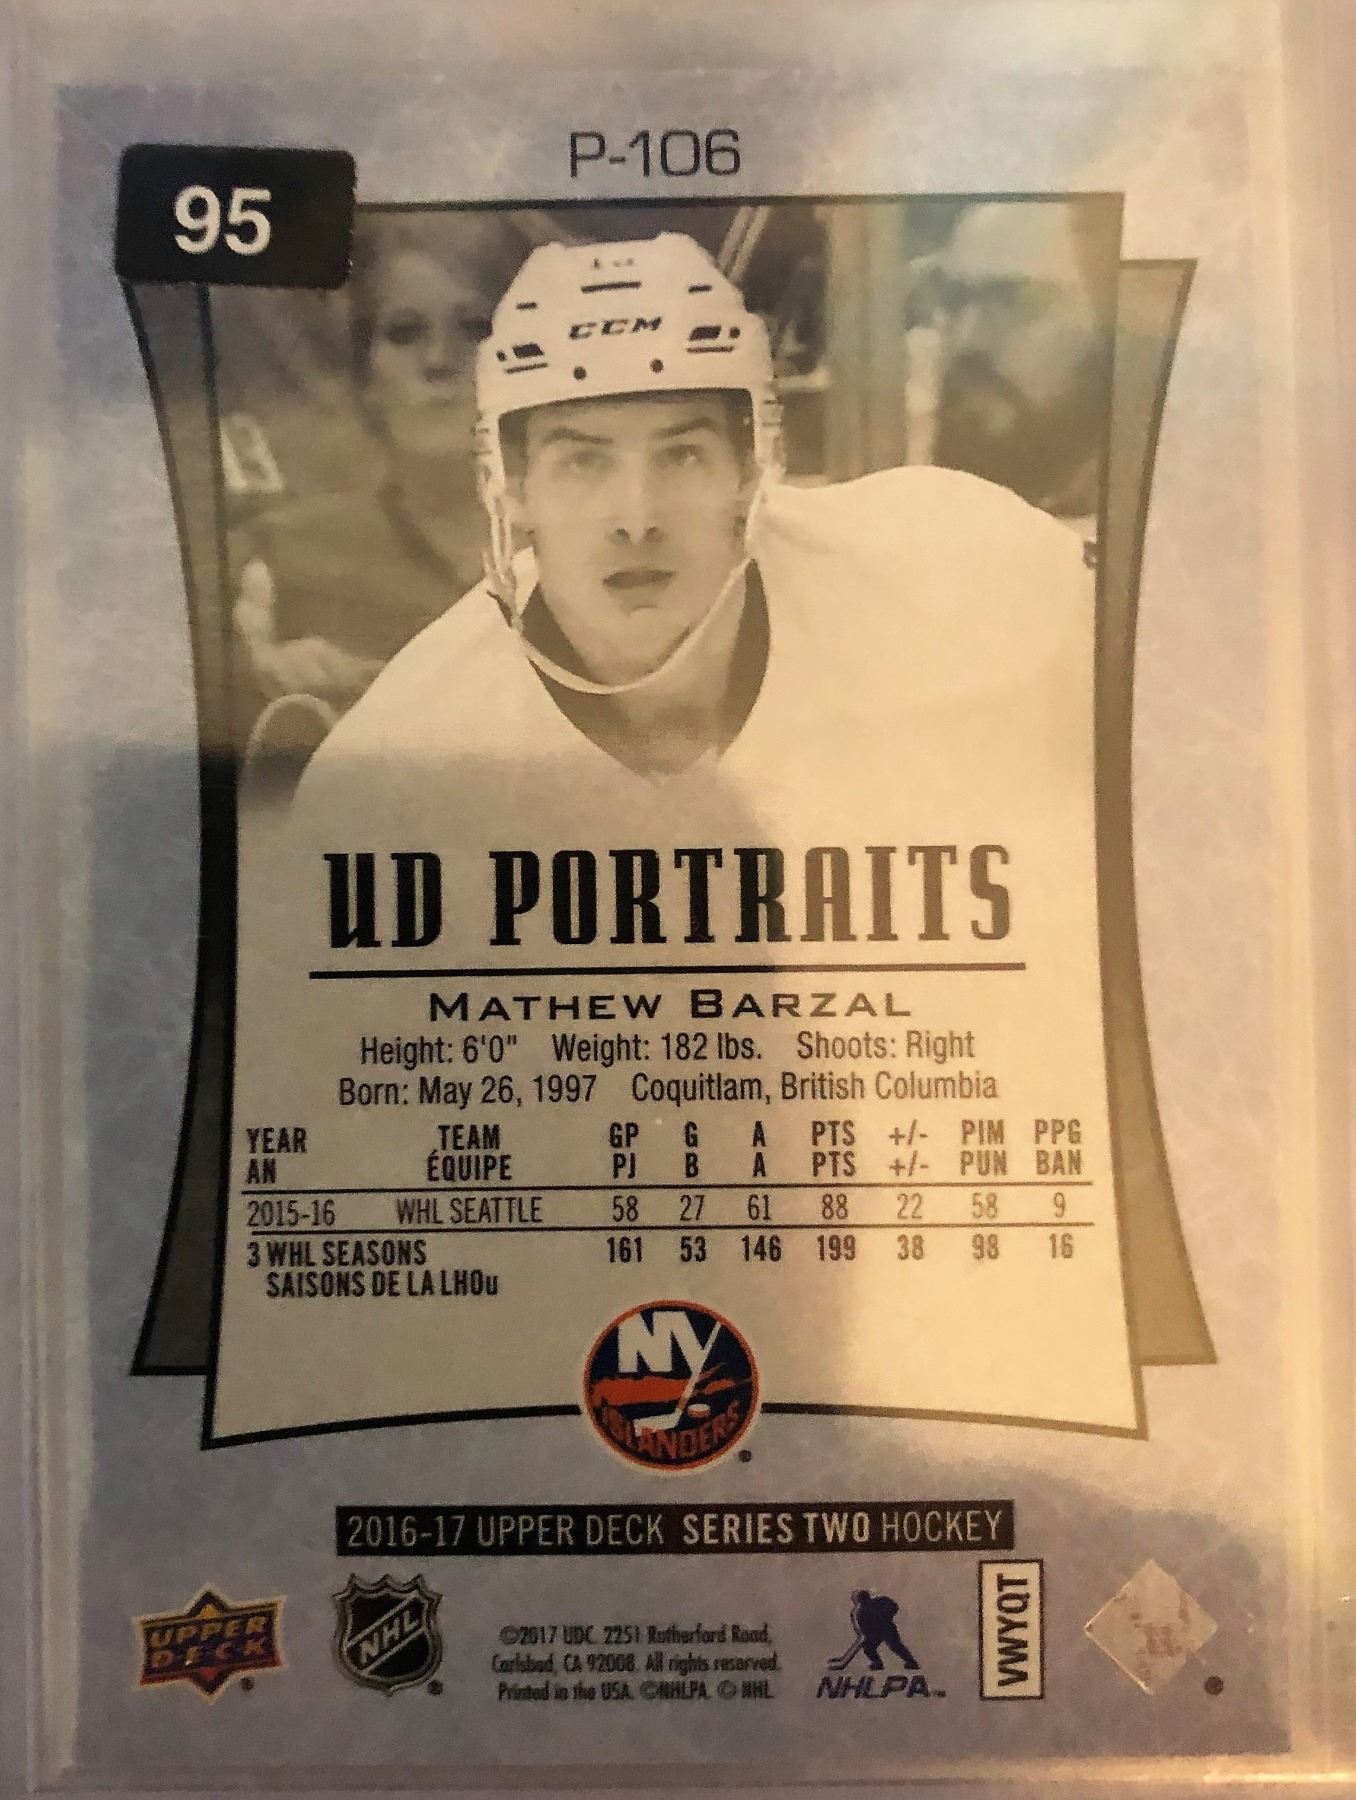 P-106
95
CCM
13
UD PORTRAITS
MATHEW BARZAL
Height: 6'0" Weight: 182 lbs. Shoots: Right
Born: May 26, 1997 Coquitlam, British Columbia
YEAR TEAM GP G A PTS +/- PIM PPG
AN ÉQUIPE PJ B A PTS +/- PUN BAN
2015-16 WHL SEATTLE 58 27 61 88 22 58 9
3 WHL SEASONS 161 53 146 199 38 98 16
SAISONS DE LA LHOu
NY
ISLANDERS
®
2016-17 UPPER DECK SERIES TWO HOCKEY
UPPER
DECK
®
NHL
®
©2017 UDC. 2251 Rutherford Road,
Carlsbad, CA 92008. All rights reserved.
Printed in the USA. ©NHLPA. © NHL
NHLPA™
VWYQT